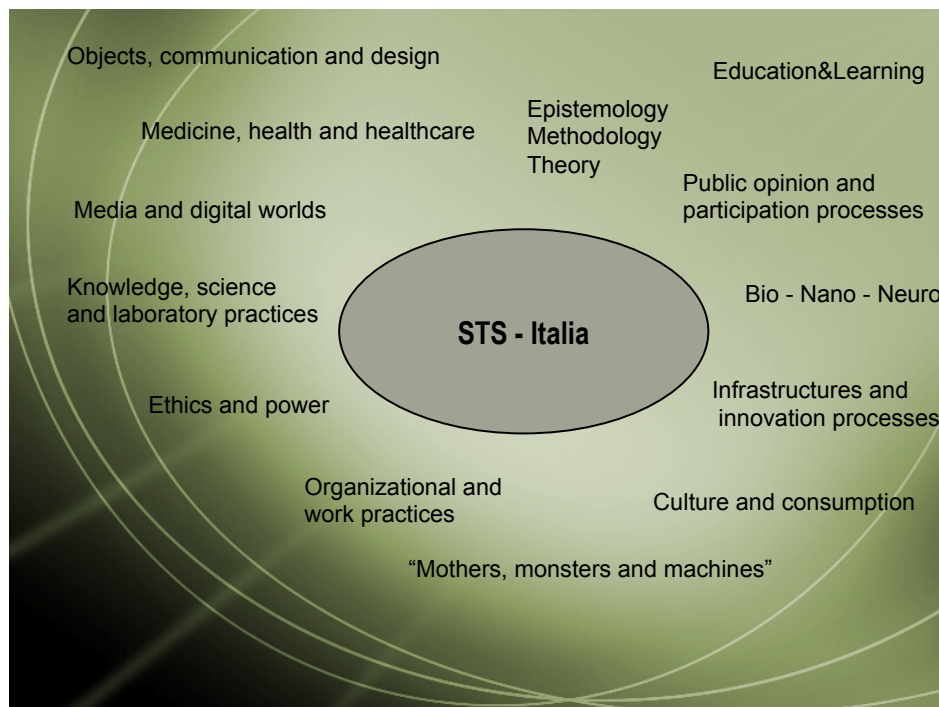 Objects, communication and design
Education&Learning
Epistemology
Methodology
Theory
Medicine, health and healthcare
Public opinion and
participation processes
Media and digital worlds
Knowledge, science
and laboratory practices
Bio - Nano - Neuro
STS - Italia
Ethics and power
Infrastructures and
innovation processes
Organizational and
work practices
Culture and consumption
“Mothers, monsters and machines”